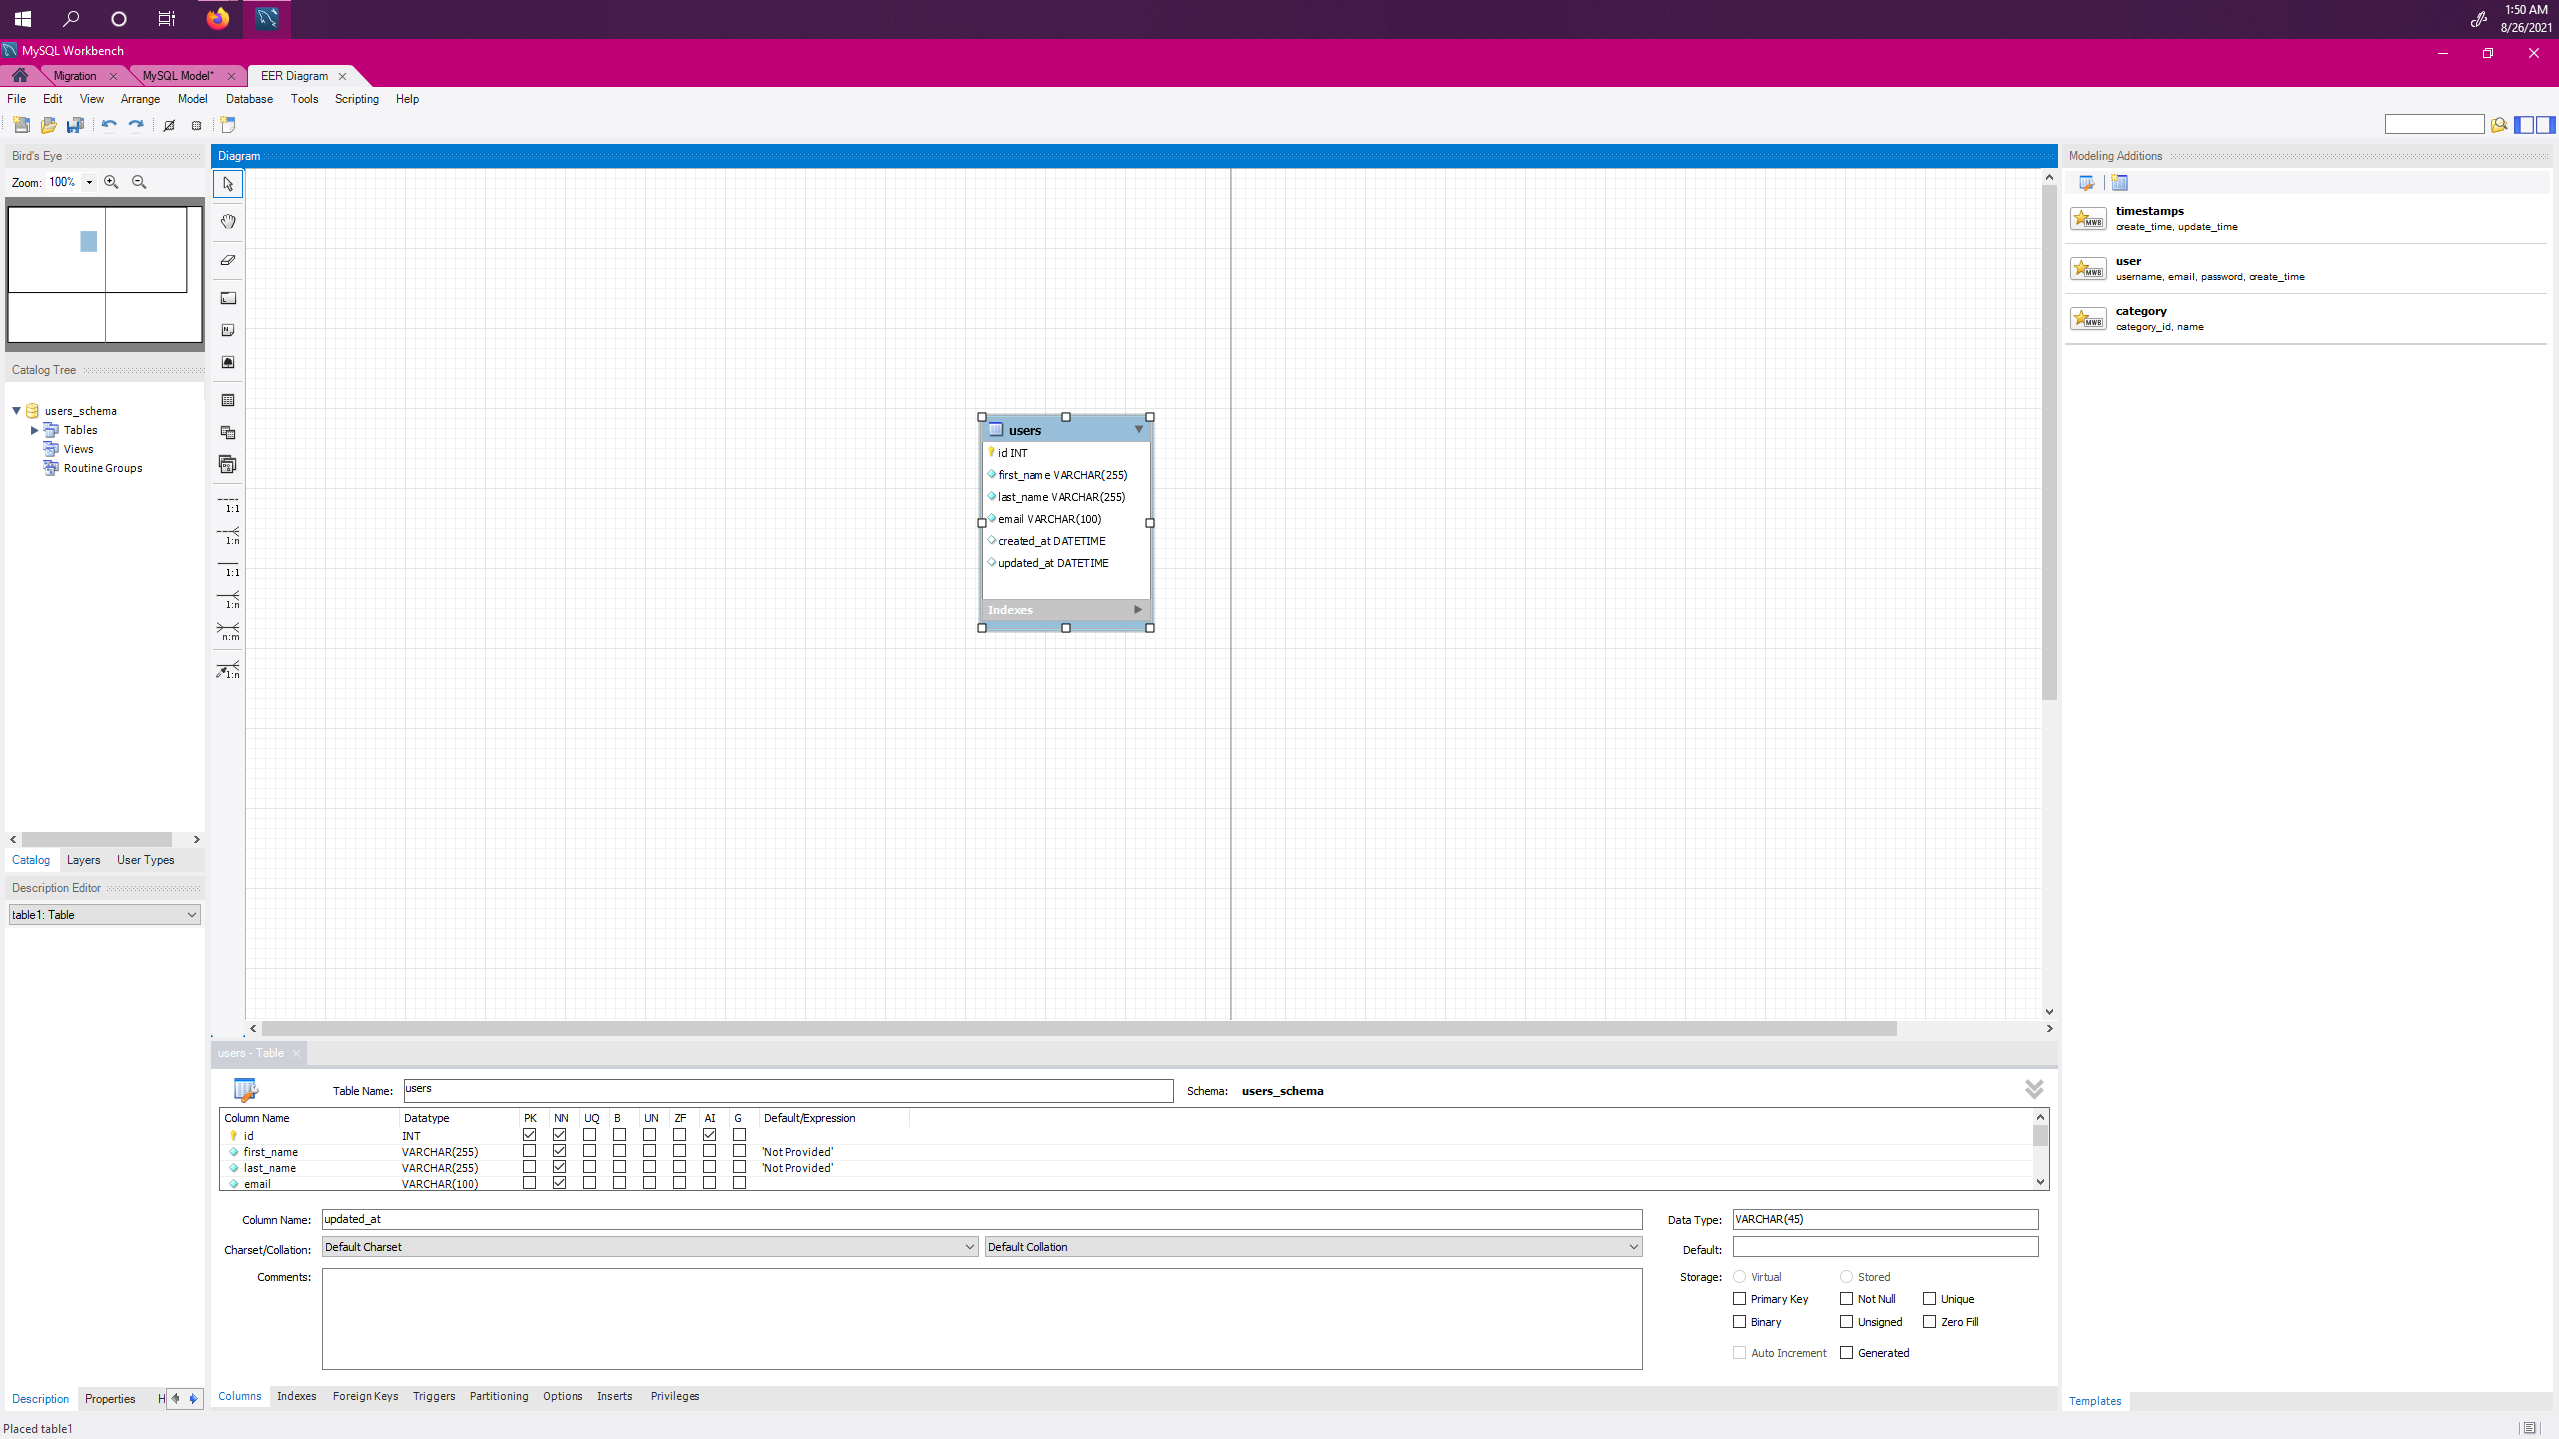 1:50 AM
8/26/2021
MySQL Workbench
Migration
MySQL Model*
EER Diagram
File Edit View Arrange Model Database Tools Scripting Help
Bird's Eye
Diagram
Modeling Additions
Zoom: 100%
timestamps
create_time, update_time
user
username, email, password, create_time
category
category_id, name
Catalog Tree
users_schema
Tables
Views
Routine Groups
1:1
1:n
1:1
1:n
n:m
1:n
users
id INT
first_name VARCHAR(255)
last_name VARCHAR(255)
email VARCHAR(100)
created_at DATETIME
updated_at DATETIME
Indexes
Catalog Layers User Types
Description Editor
table1: Table
users - Table
Table Name: users Schema: users_schema
Column Name Datatype PK NN UQ B UN ZF AI G Default/Expression
id INT
first_name VARCHAR(255) 'Not Provided'
last_name VARCHAR(255) 'Not Provided'
email VARCHAR(100)
Column Name: updated_at Data Type: VARCHAR(45)
Charset/Collation: Default Charset Default Collation Default:
Comments: Storage: Virtual Stored
Primary Key Not Null Unique
Binary Unsigned Zero Fill
Auto Increment Generated
Columns Indexes Foreign Keys Triggers Partitioning Options Inserts Privileges
Description Properties H
Templates
Placed table1